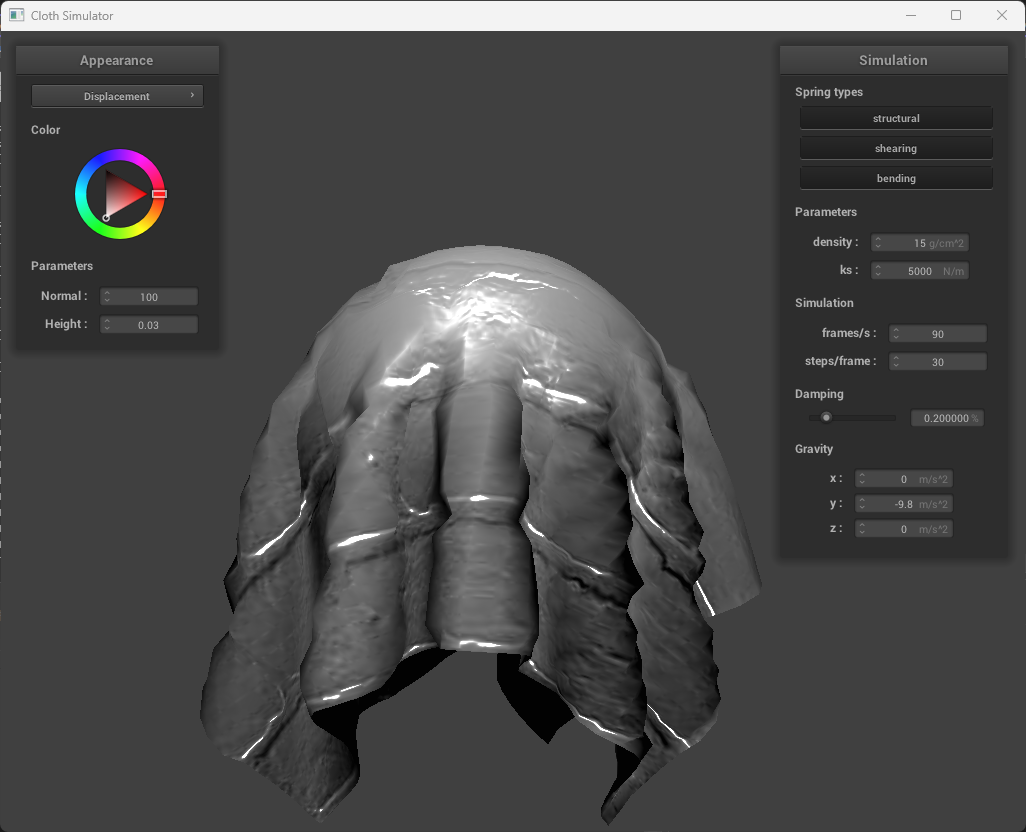 Cloth Simulator
Appearance
Displacement
Color
Parameters
Normal : 100
Height : 0.03
Simulation
Spring types
structural
shearing
bending
Parameters
density : 15 g/cm^2
ks : 5000 N/m
Simulation
frames/s : 90
steps/frame : 30
Damping
0.200000 %
Gravity
x : 0 m/s^2
y : -9.8 m/s^2
z : 0 m/s^2